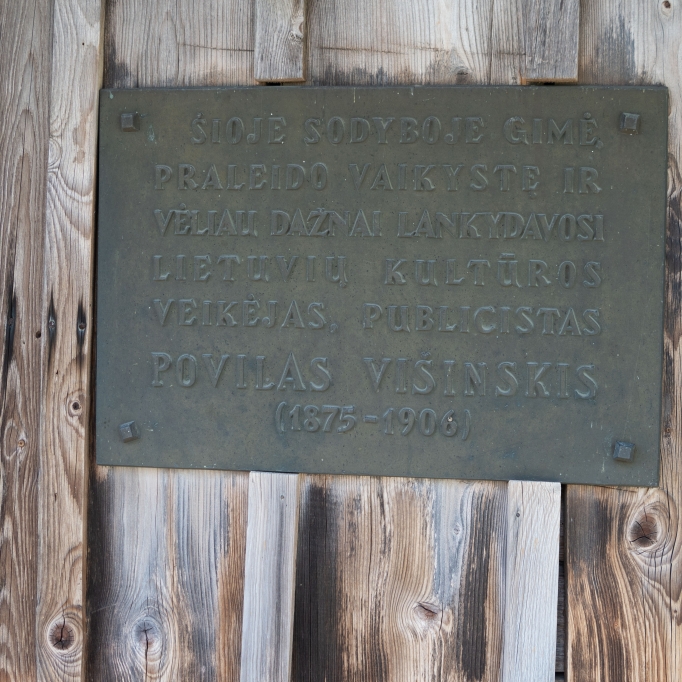 ŠIOJE SODYBOJE GIMĖ,
PRALEIDO VAIKYSTĘ IR
VĖLIAU DAŽNAI LANKYDAVOSI
LIETUVIŲ KULTŪROS
VEIKĖJAS, PUBLICISTAS
POVILAS VIŠINSKIS
(1875-1906)